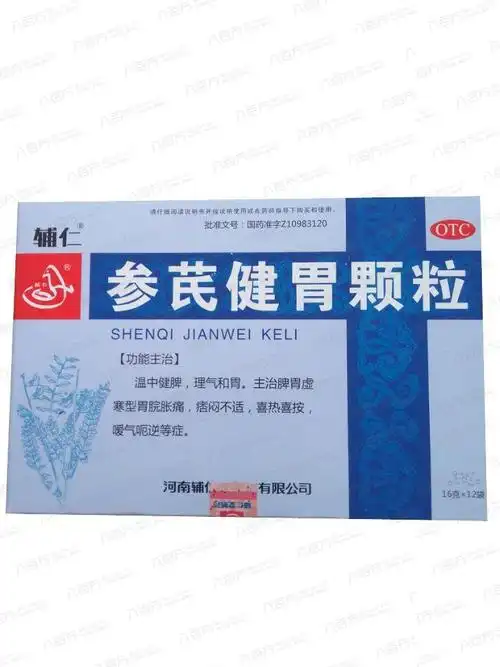 请仔细阅读说明书并按说明使用或在药师指导下购买和使用。
批准文号：国药准字Z10983120
辅仁®
OTC
参芪健胃颗粒
SHENQI JIANWEI KELI
【功能主治】
温中健脾，理气和胃。主治脾胃虚
寒型胃脘胀痛，痞闷不适，喜热喜按，
嗳气呃逆等症。
河南辅仁 有限公司
16克×12袋